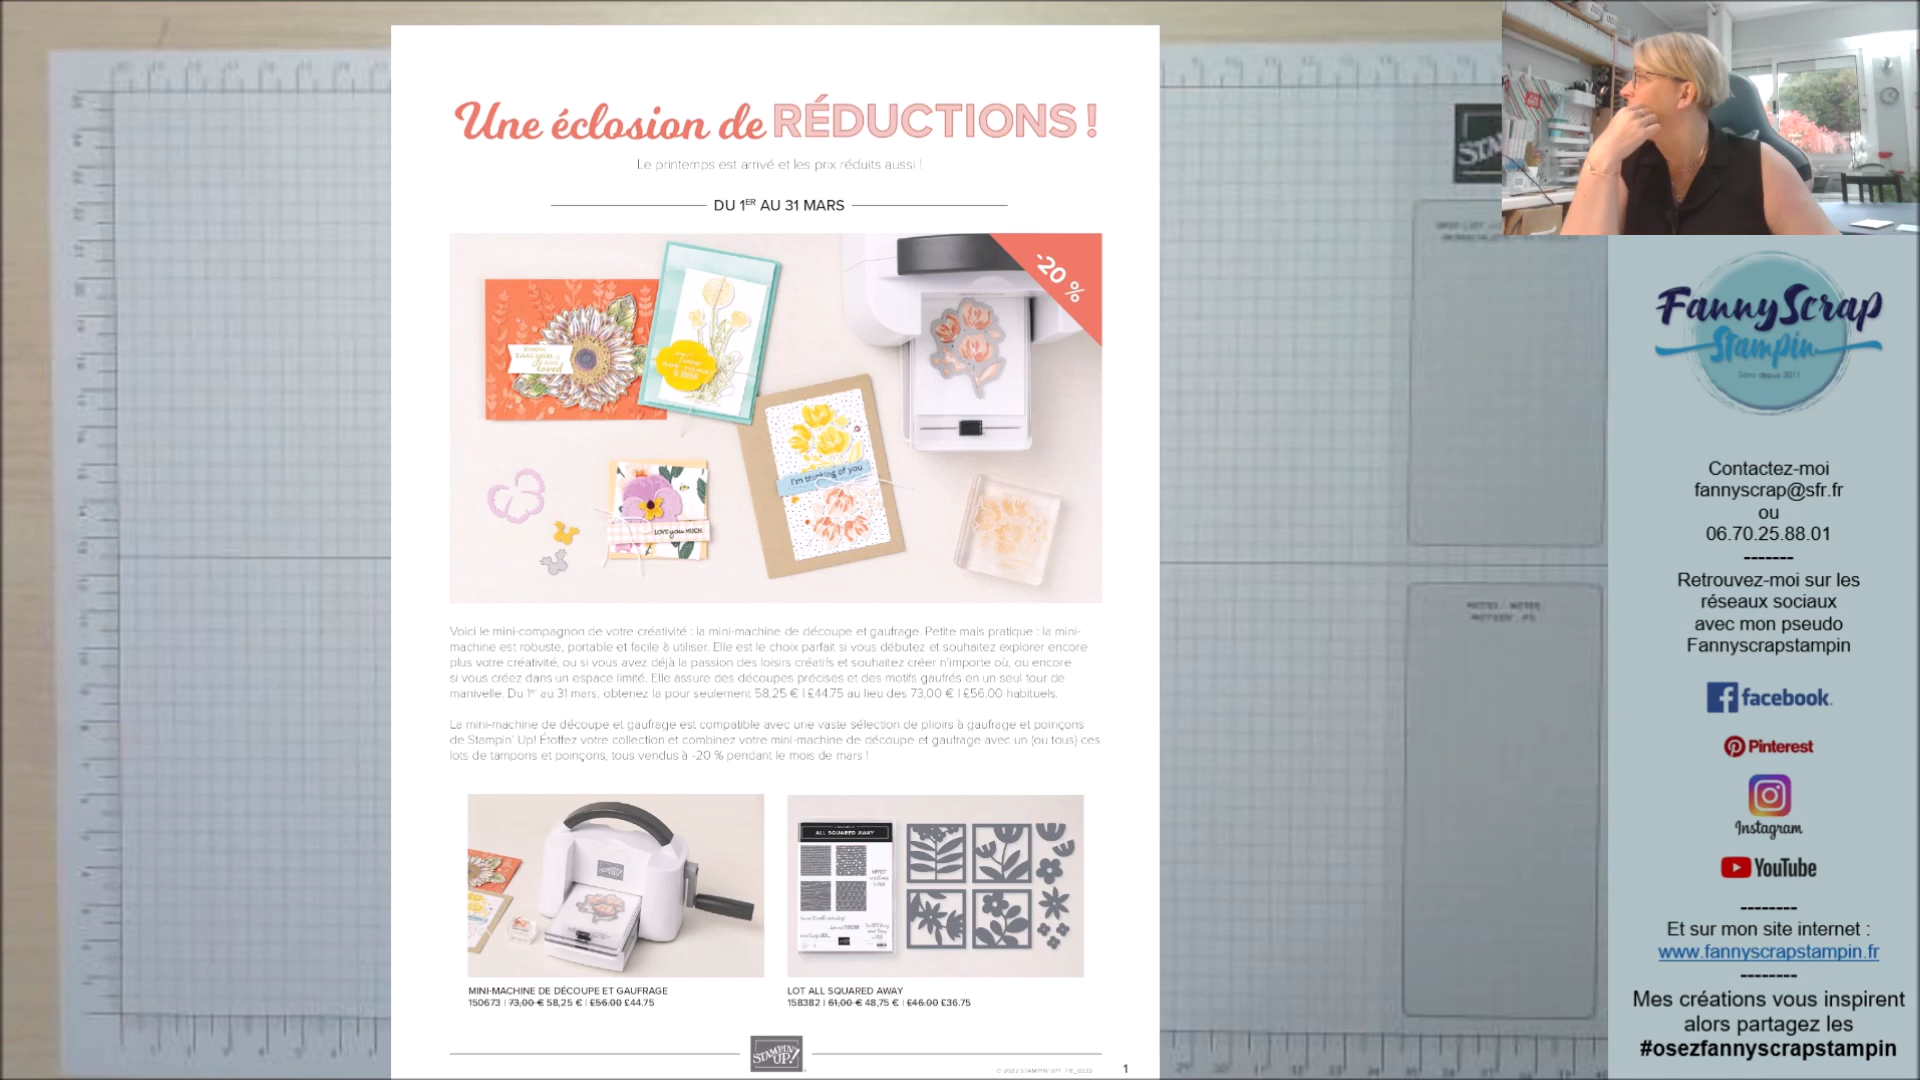 Une éclosion de RÉDUCTIONS !
Le printemps est arrivé et les prix réduits aussi !
DU 1ER AU 31 MARS
-20 %
I'm thinking of you
LOVE you MUCH
Voici le mini-compagnon de votre créativité : la mini-machine de découpe et gaufrage. Petite mais pratique : la mini-
machine est robuste, portable et facile à utiliser. Elle est le choix parfait si vous débutez et souhaitez explorer encore
plus votre créativité, ou si vous avez déjà la passion des loisirs créatifs et souhaitez créer n'importe où, ou encore
si vous créez dans un espace limité. Elle assure des découpes précises et des motifs gaufrés en un seul tour de
manivelle. Du 1er au 31 mars, obtenez la pour seulement 58,25 € | £44.75 au lieu des 73,00 € | £56.00 habituels.
La mini-machine de découpe et gaufrage est compatible avec une vaste sélection de plioirs à gaufrage et poinçons
de Stampin' Up! Étoffez votre collection et combinez votre mini-machine de découpe et gaufrage avec un (ou tous) ces
lots de tampons et poinçons, tous vendus à -20 % pendant le mois de mars !
ALL SQUARED AWAY
MINI-MACHINE DE DÉCOUPE ET GAUFRAGE
150673 | 73,00 € 58,25 € | £56.00 £44.75
LOT ALL SQUARED AWAY
158382 | 61,00 € 48,75 € | £46.00 £36.75
STAMPIN' UP!
© 2022 STAMPIN' UP!
1
FannyScrap
Stampin
Démo depuis 2011
Contactez-moi
fannyscrap@sfr.fr
ou
06.70.25.88.01
-------
Retrouvez-moi sur les
réseaux sociaux
avec mon pseudo
Fannyscrapstampin
facebook.
Pinterest
Instagram
YouTube
--------
Et sur mon site internet :
www.fannyscrapstampin.fr
--------
Mes créations vous inspirent
alors partagez les
#osezfannyscrapstampin